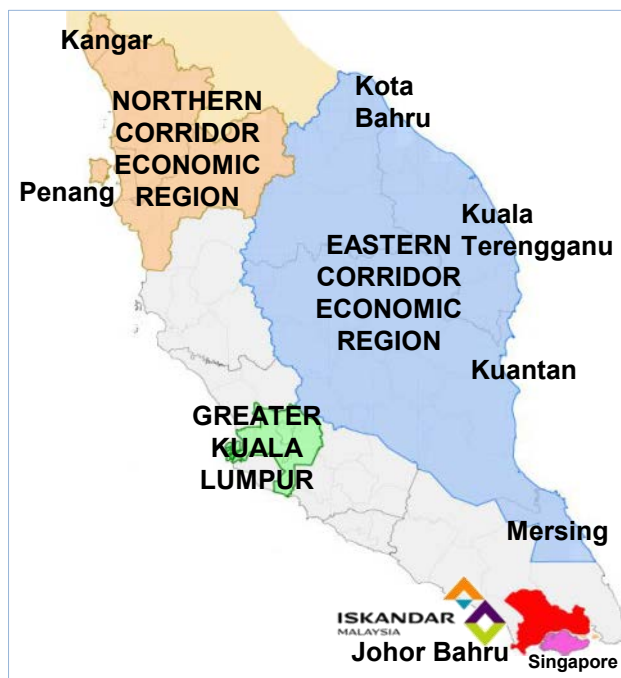 Kangar
NORTHERN
CORRIDOR
ECONOMIC
REGION
Kota
Bahru
Penang
Kuala
Terengganu
EASTERN
CORRIDOR
ECONOMIC
REGION
Kuantan
GREATER
KUALA
LUMPUR
Mersing
ISKANDAR
MALAYSIA
Johor Bahru
Singapore